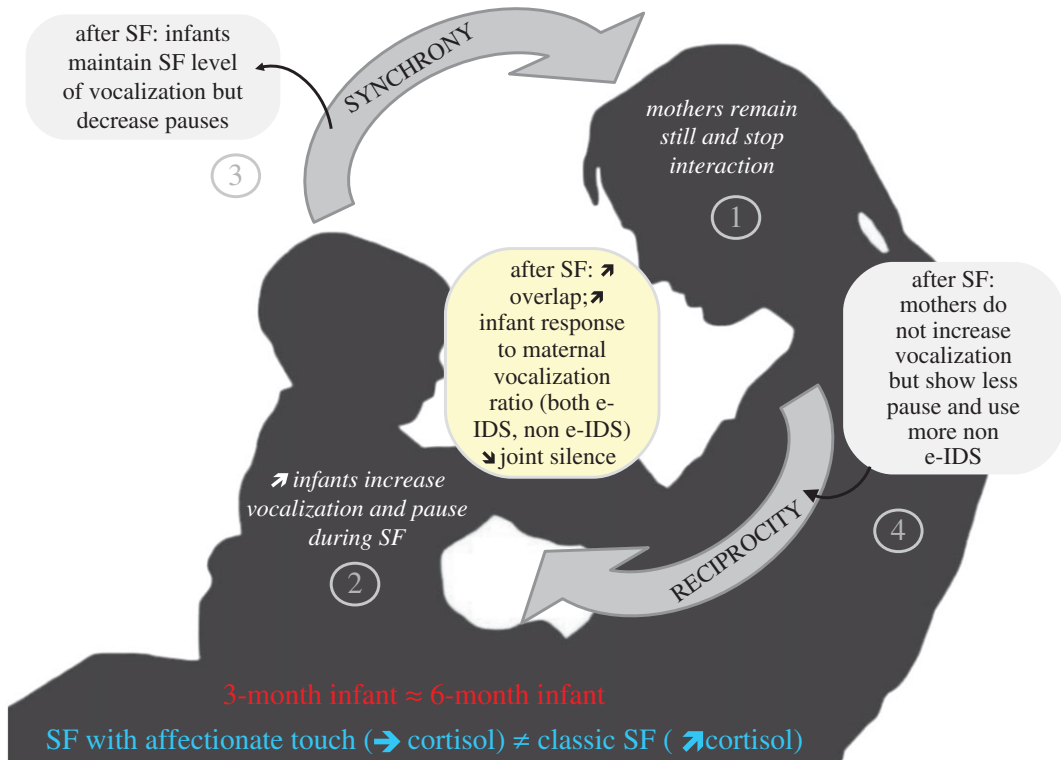 after SF: infants
maintain SF level
of vocalization but
decrease pauses
3
SYNCHRONY
mothers remain
still and stop
interaction
1
after SF: ↗
overlap;↗
infant response
to maternal
vocalization
ratio (both e-
IDS, non e-IDS)
↘ joint silence
after SF:
mothers do
not increase
vocalization
but show less
pause and use
more non
e-IDS
4
↗ infants increase
vocalization and pause
during SF
2
RECIPROCITY
3-month infant ≈ 6-month infant
SF with affectionate touch (→ cortisol) ≠ classic SF ( ↗cortisol)